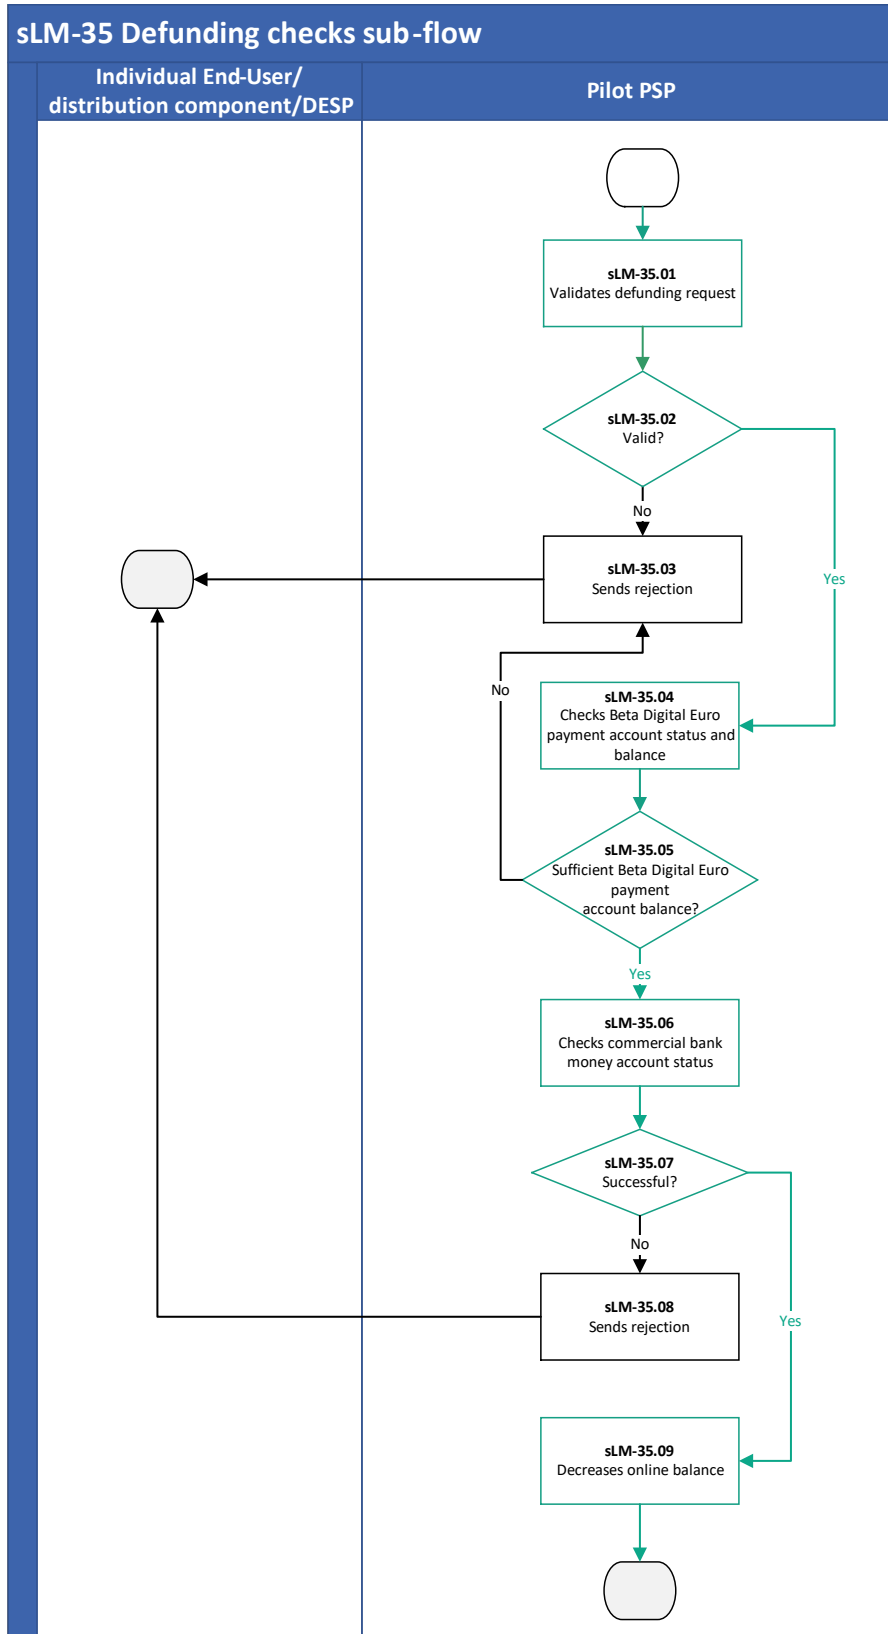 sLM-35 Defunding checks sub-flow
Individual End-User/
distribution component/DESP
Pilot PSP
sLM-35.01
Validates defunding request
sLM-35.02
Valid?
No
sLM-35.03
Sends rejection
Yes
No
sLM-35.04
Checks Beta Digital Euro
payment account status and
balance
sLM-35.05
Sufficient Beta Digital Euro
payment
account balance?
Yes
sLM-35.06
Checks commercial bank
money account status
sLM-35.07
Successful?
No
sLM-35.08
Sends rejection
Yes
sLM-35.09
Decreases online balance